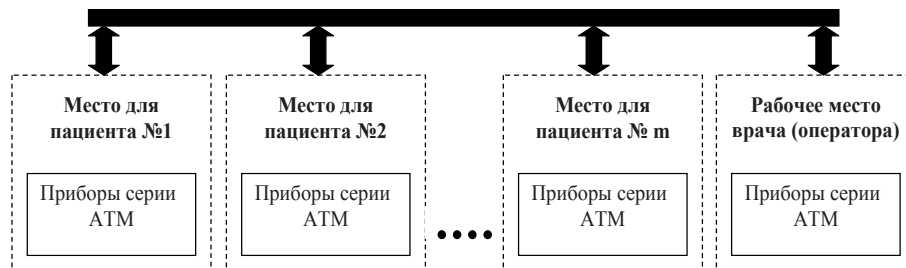 Место для
пациента №1
Приборы серии
АТМ
Место для
пациента №2
Приборы серии
АТМ
Место для
пациента № m
Приборы серии
АТМ
Рабочее место
врача (оператора)
Приборы серии
АТМ